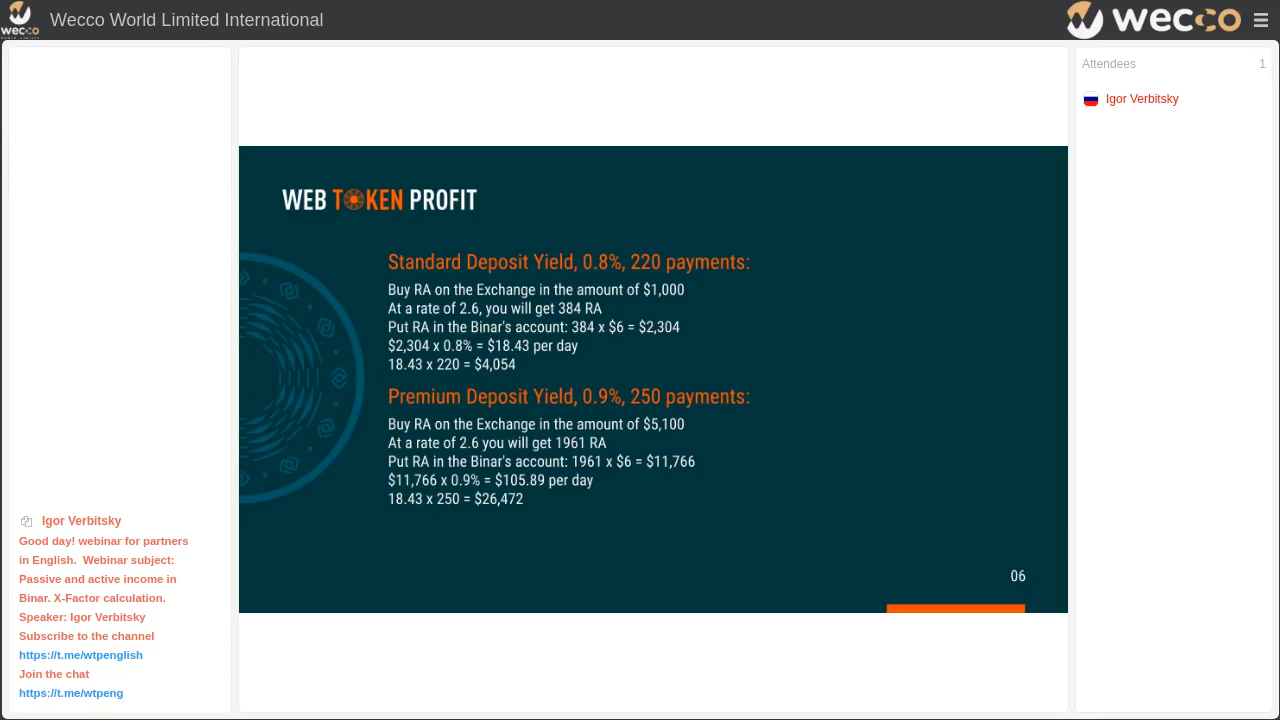 wecco
Wecco World Limited International
wecco
Attendees 1
Igor Verbitsky
WEB TOKEN PROFIT
Standard Deposit Yield, 0.8%, 220 payments:
Buy RA on the Exchange in the amount of $1,000
At a rate of 2.6, you will get 384 RA
Put RA in the Binar's account: 384 x $6 = $2,304
$2,304 x 0.8% = $18.43 per day
18.43 x 220 = $4,054
Premium Deposit Yield, 0.9%, 250 payments:
Buy RA on the Exchange in the amount of $5,100
At a rate of 2.6 you will get 1961 RA
Put RA in the Binar's account: 1961 x $6 = $11,766
$11,766 x 0.9% = $105.89 per day
18.43 x 250 = $26,472
06
Igor Verbitsky
Good day! webinar for partners
in English.  Webinar subject:
Passive and active income in
Binar. X-Factor calculation.
Speaker: Igor Verbitsky
Subscribe to the channel
https://t.me/wtpenglish
Join the chat
https://t.me/wtpeng